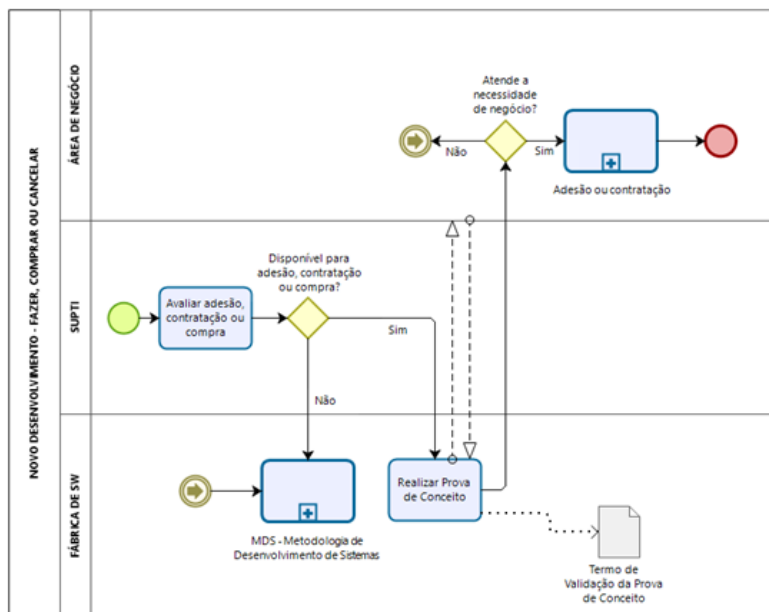 NOVO DESENVOLVIMENTO - FAZER, COMPRAR OU CANCELAR
ÁREA DE NEGÓCIO
Atende a
necessidade
de negócio?
Não
Sim
Adesão ou contratação
SUPTI
Disponível para
adesão, contratação
ou compra?
Avaliar adesão,
contratação ou
compra
Sim
Não
FÁBRICA DE SW
Realizar Prova
de Conceito
MDS - Metodologia de
Desenvolvimento de Sistemas
Termo de
Validação da Prova
de Conceito